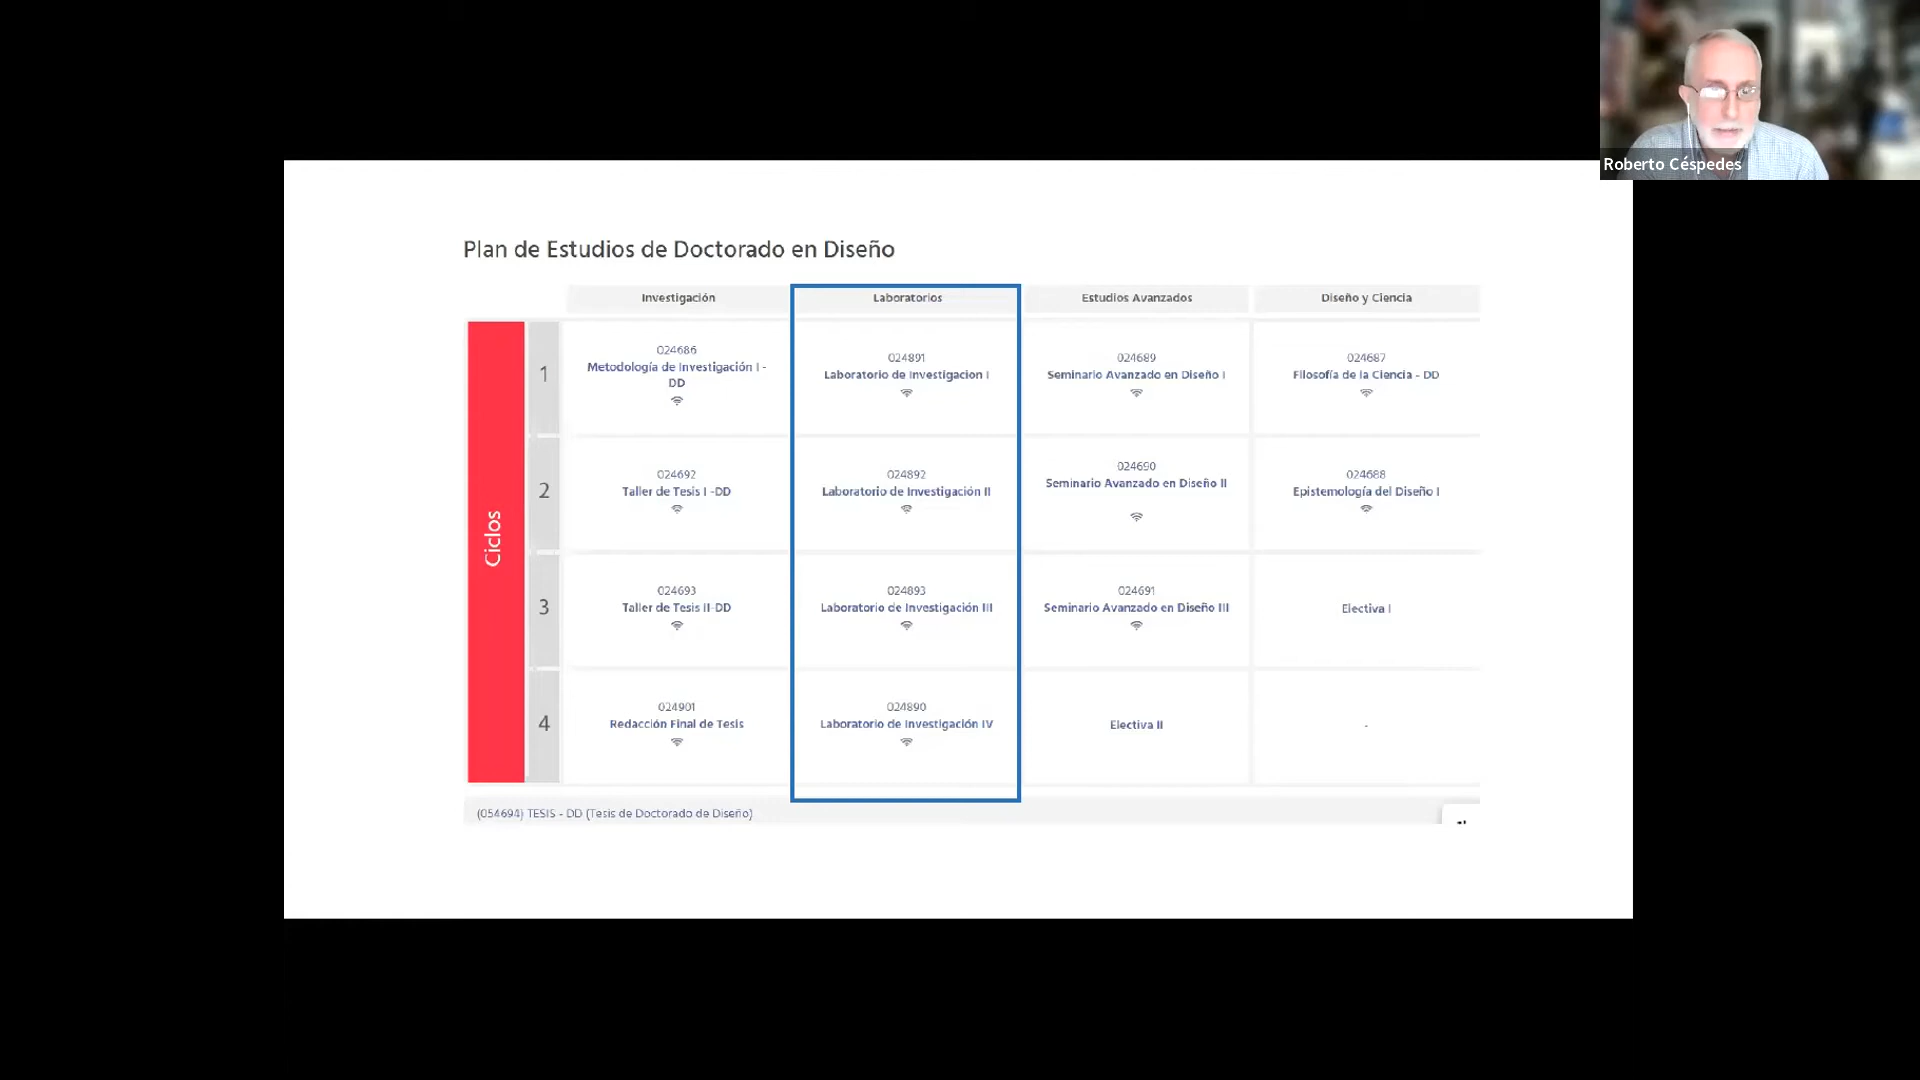 Roberto Céspedes
Plan de Estudios de Doctorado en Diseño
Investigación
Laboratorios
Estudios Avanzados
Diseño y Ciencia
Ciclos
1
024686
Metodología de Investigación I -
DD
024891
Laboratorio de Investigacion I
024689
Seminario Avanzado en Diseño I
024687
Filosofía de la Ciencia - DD
2
024692
Taller de Tesis I -DD
024892
Laboratorio de Investigación II
024690
Seminario Avanzado en Diseño II
024688
Epistemología del Diseño I
3
024693
Taller de Tesis II-DD
024893
Laboratorio de Investigación III
024691
Seminario Avanzado en Diseño III
Electiva I
4
024901
Redacción Final de Tesis
024890
Laboratorio de Investigación IV
Electiva II
-
(054694) TESIS - DD (Tesis de Doctorado de Diseño)